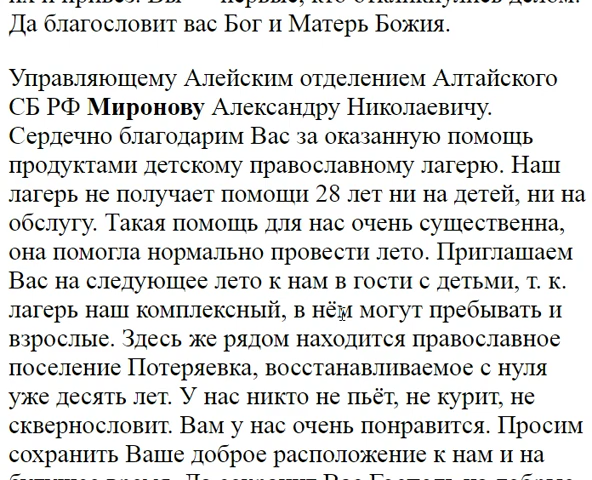 Да благословит вас Бог и Матерь Божия.
Управляющему Алейским отделением Алтайского
СБ РФ Миронову Александру Николаевичу.
Сердечно благодарим Вас за оказанную помощь
продуктами детскому православному лагерю. Наш
лагерь не получает помощи 28 лет ни на детей, ни на
обслугу. Такая помощь для нас очень существенна,
она помогла нормально провести лето. Приглашаем
Вас на следующее лето к нам в гости с детьми, т. к.
лагерь наш комплексный, в нём могут пребывать и
взрослые. Здесь же рядом находится православное
поселение Потеряевка, восстанавливаемое с нуля
уже десять лет. У нас никто не пьёт, не курит, не
сквернословит. Вам у нас очень понравится. Просим
сохранить Ваше доброе расположение к нам и на